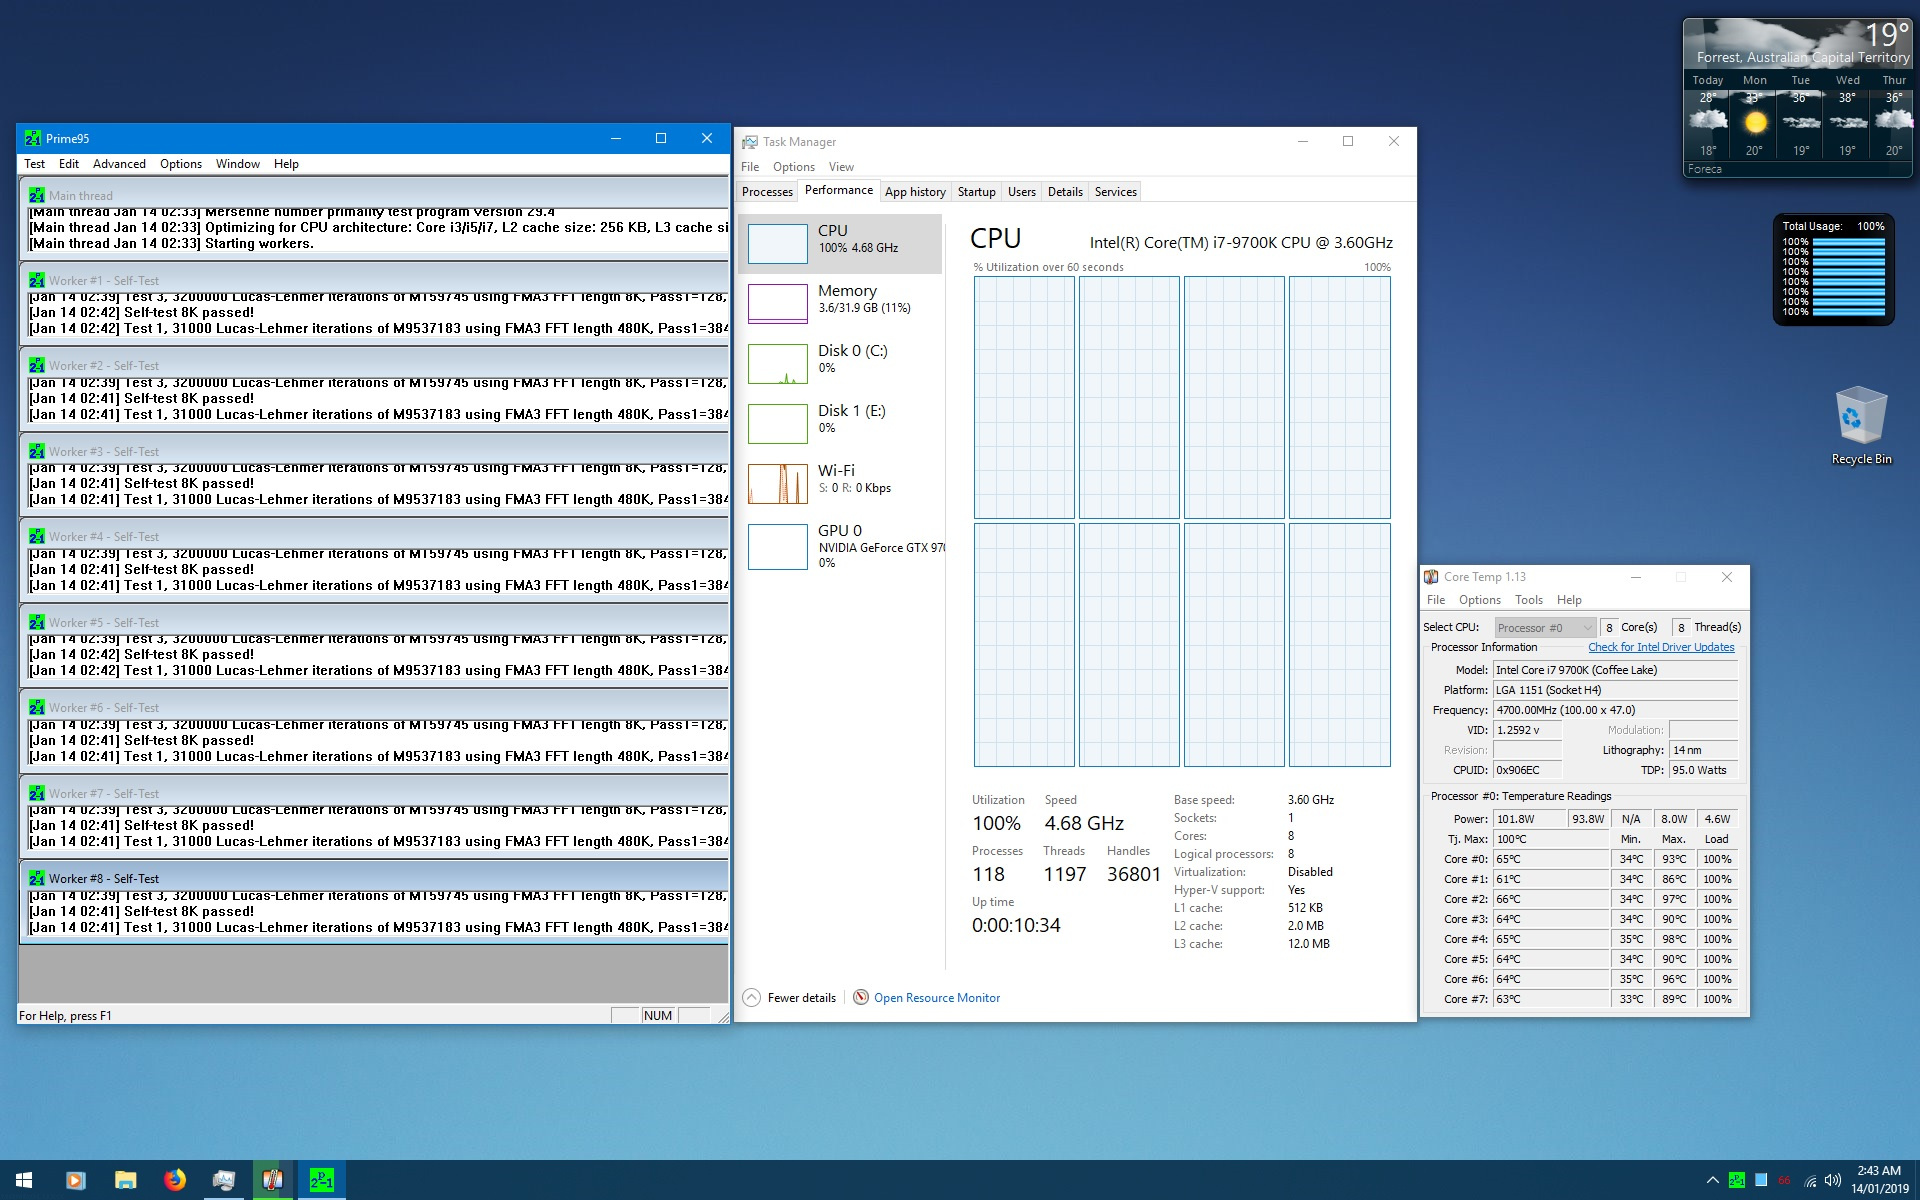 Prime95
Test Edit Advanced Options Window Help
Main thread
[Main thread Jan 14 02:33] Mersenne number primality test program version 29.4
[Main thread Jan 14 02:33] Optimizing for CPU architecture: Core i3/i5/i7, L2 cache size: 256 KB, L3 cache si
[Main thread Jan 14 02:33] Starting workers.
Worker #1 - Self-Test
[Jan 14 02:39] Test 3, 3200000 Lucas-Lehmer iterations of M159745 using FMA3 FFT length 8K, Pass1=128,
[Jan 14 02:42] Self-test 8K passed!
[Jan 14 02:42] Test 1, 31000 Lucas-Lehmer iterations of M9537183 using FMA3 FFT length 480K, Pass1=384
Worker #2 - Self-Test
[Jan 14 02:39] Test 3, 3200000 Lucas-Lehmer iterations of M159745 using FMA3 FFT length 8K, Pass1=128,
[Jan 14 02:41] Self-test 8K passed!
[Jan 14 02:41] Test 1, 31000 Lucas-Lehmer iterations of M9537183 using FMA3 FFT length 480K, Pass1=384
Worker #3 - Self-Test
[Jan 14 02:39] Test 3, 3200000 Lucas-Lehmer iterations of M159745 using FMA3 FFT length 8K, Pass1=128,
[Jan 14 02:41] Self-test 8K passed!
[Jan 14 02:41] Test 1, 31000 Lucas-Lehmer iterations of M9537183 using FMA3 FFT length 480K, Pass1=384
Worker #4 - Self-Test
[Jan 14 02:39] Test 3, 3200000 Lucas-Lehmer iterations of M159745 using FMA3 FFT length 8K, Pass1=128,
[Jan 14 02:41] Self-test 8K passed!
[Jan 14 02:41] Test 1, 31000 Lucas-Lehmer iterations of M9537183 using FMA3 FFT length 480K, Pass1=384
Worker #5 - Self-Test
[Jan 14 02:39] Test 3, 3200000 Lucas-Lehmer iterations of M159745 using FMA3 FFT length 8K, Pass1=128,
[Jan 14 02:42] Self-test 8K passed!
[Jan 14 02:42] Test 1, 31000 Lucas-Lehmer iterations of M9537183 using FMA3 FFT length 480K, Pass1=384
Worker #6 - Self-Test
[Jan 14 02:39] Test 3, 3200000 Lucas-Lehmer iterations of M159745 using FMA3 FFT length 8K, Pass1=128,
[Jan 14 02:41] Self-test 8K passed!
[Jan 14 02:41] Test 1, 31000 Lucas-Lehmer iterations of M9537183 using FMA3 FFT length 480K, Pass1=384
Worker #7 - Self-Test
[Jan 14 02:39] Test 3, 3200000 Lucas-Lehmer iterations of M159745 using FMA3 FFT length 8K, Pass1=128,
[Jan 14 02:41] Self-test 8K passed!
[Jan 14 02:41] Test 1, 31000 Lucas-Lehmer iterations of M9537183 using FMA3 FFT length 480K, Pass1=384
Worker #8 - Self-Test
[Jan 14 02:39] Test 3, 3200000 Lucas-Lehmer iterations of M159745 using FMA3 FFT length 8K, Pass1=128,
[Jan 14 02:41] Self-test 8K passed!
[Jan 14 02:41] Test 1, 31000 Lucas-Lehmer iterations of M9537183 using FMA3 FFT length 480K, Pass1=384
For Help, press F1
NUM
Task Manager
File Options View
Processes Performance App history Startup Users Details Services
CPU
100% 4.68 GHz
Memory
3.6/31.9 GB (11%)
Disk 0 (C:)
0%
Disk 1 (E:)
0%
Wi-Fi
S: 0 R: 0 Kbps
GPU 0
NVIDIA GeForce GTX 970
0%
CPU
Intel(R) Core(TM) i7-9700K CPU @ 3.60GHz
% Utilization over 60 seconds 100%
Utilization Speed
100% 4.68 GHz
Processes Threads Handles
118 1197 36801
Up time
0:00:10:34
Base speed: 3.60 GHz
Sockets: 1
Cores: 8
Logical processors: 8
Virtualization: Disabled
Hyper-V support: Yes
L1 cache: 512 KB
L2 cache: 2.0 MB
L3 cache: 12.0 MB
Fewer details
Open Resource Monitor
19°
Forrest, Australian Capital Territory
Today Mon Tue Wed Thur
28° 33° 36° 38° 36°
18° 20° 19° 19° 20°
Foreca
Total Usage: 100%
100%
100%
100%
100%
100%
100%
100%
100%
Recycle Bin
Core Temp 1.13
File Options Tools Help
Select CPU: Processor #0 8 Core(s) 8 Thread(s)
Processor Information Check for Intel Driver Updates
Model: Intel Core i7 9700K (Coffee Lake)
Platform: LGA 1151 (Socket H4)
Frequency: 4700.00MHz (100.00 x 47.0)
VID: 1.2592 v Modulation:
Revision: Lithography: 14 nm
CPUID: 0x906EC TDP: 95.0 Watts
Processor #0: Temperature Readings
Power: 101.8W 93.8W N/A 8.0W 4.6W
Tj. Max: 100°C Min. Max. Load
Core #0: 65°C 34°C 93°C 100%
Core #1: 61°C 34°C 86°C 100%
Core #2: 66°C 34°C 97°C 100%
Core #3: 64°C 34°C 90°C 100%
Core #4: 65°C 35°C 98°C 100%
Core #5: 64°C 34°C 90°C 100%
Core #6: 64°C 35°C 96°C 100%
Core #7: 63°C 33°C 89°C 100%
66
2:43 AM
14/01/2019